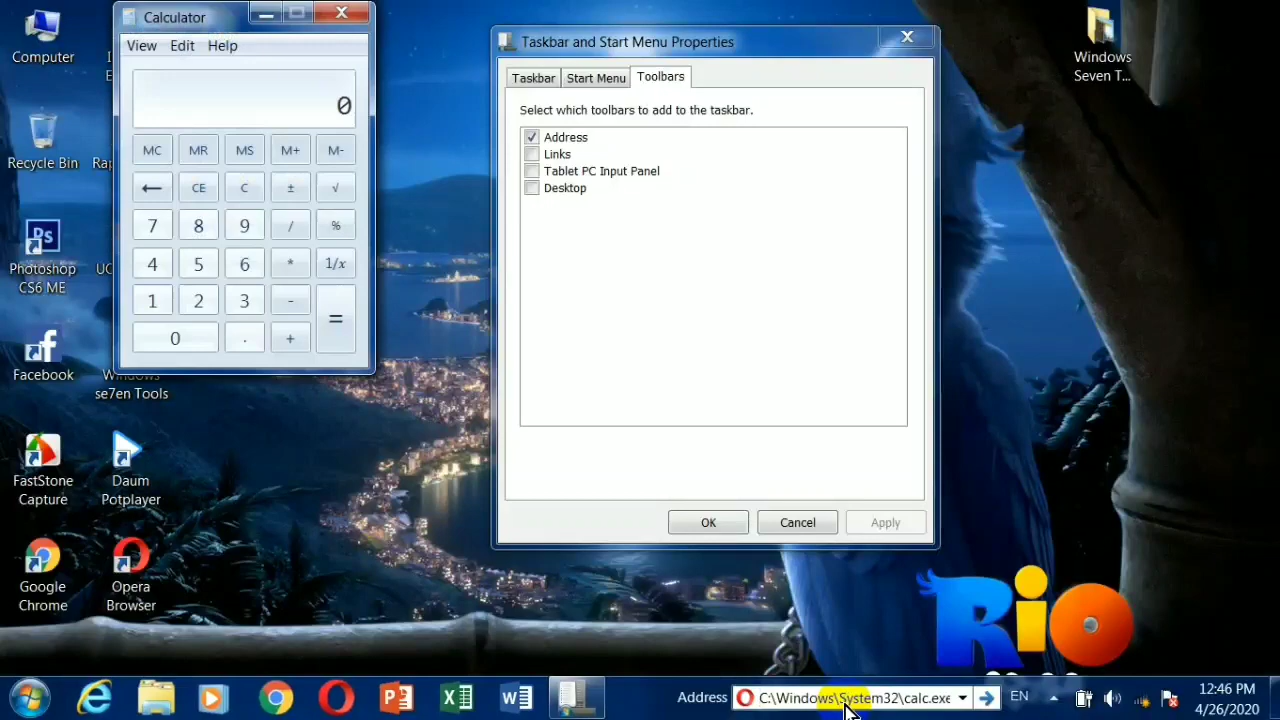 Computer
Recycle Bin
Photoshop
CS6 ME
Facebook
Windows
se7en Tools
FastStone
Capture
Daum
Potplayer
Google
Chrome
Opera
Browser
Calculator
View Edit Help
0
MC MR MS M+ M-
← CE C ± √
7 8 9 / %
4 5 6 * 1/x
1 2 3 - =
0 . +
Taskbar and Start Menu Properties
Taskbar Start Menu Toolbars
Select which toolbars to add to the taskbar.
Address
Links
Tablet PC Input Panel
Desktop
OK Cancel Apply
Windows
Seven T...
Ps
Rio
Address C:\Windows\System32\calc.exe EN
12:46 PM
4/26/2020